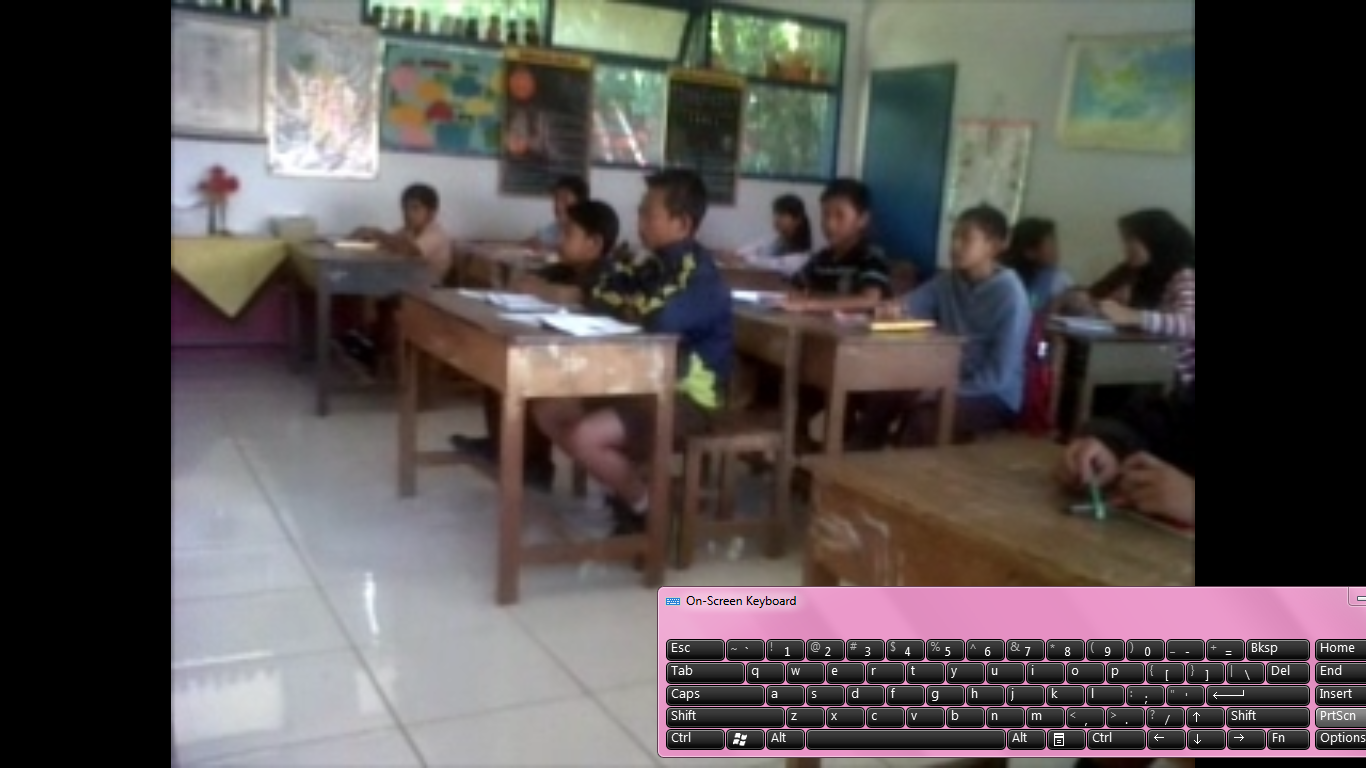 On-Screen Keyboard
Esc ~ ` ! 1 @ 2 # 3 $ 4 % 5 ^ 6 & 7 * 8 ( 9 ) 0 _ - + = Bksp Home
Tab q w e r t y u i o p { [ } ] | \ Del End
Caps a s d f g h j k l : ; " ' Insert
Shift z x c v b n m < , > . ? / ↑ Shift PrtScn
Ctrl Alt Alt Ctrl ← ↓ → Fn Options